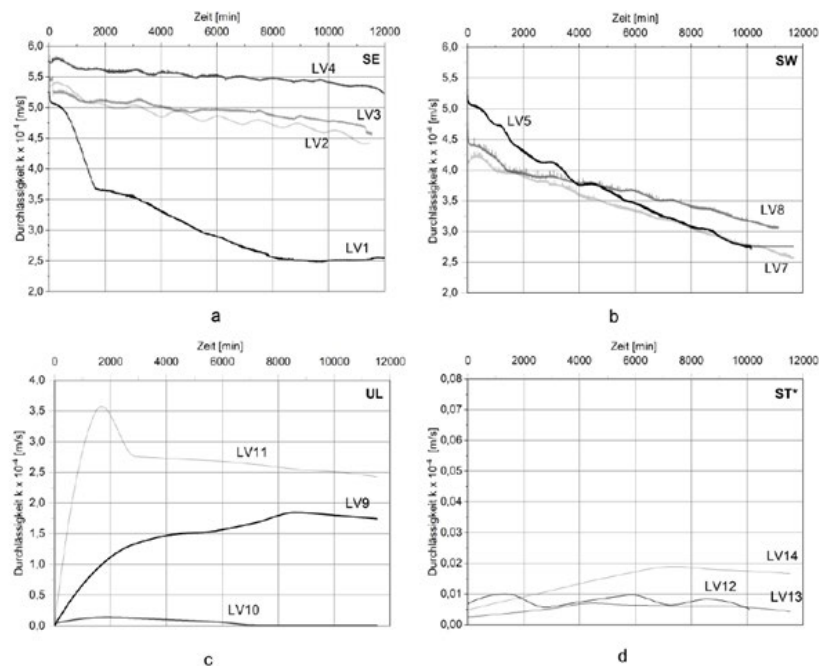 Zeit [min]
0 2000 4000 6000 8000 10000 12000
6,0
SE
5,5
LV4
5,0
LV3
LV2
4,5
4,0
3,5
3,0
LV1
2,5
2,0
Durchlässigkeit k x 10⁻⁴ [m/s]
a
Zeit [min]
0 2000 4000 6000 8000 10000 12000
6,0
SW
5,5
5,0
LV5
4,5
4,0
3,5
LV8
3,0
2,5
LV7
2,0
Durchlässigkeit k x 10⁻⁴ [m/s]
b
Zeit [min]
0 2000 4000 6000 8000 10000 12000
4,0
UL
3,5
3,0
LV11
2,5
2,0
LV9
1,5
1,0
0,5
LV10
0,0
Durchlässigkeit k x 10⁻⁴ [m/s]
c
Zeit [min]
0 2000 4000 6000 8000 10000 12000
0,08
ST*
0,07
0,06
0,05
0,04
0,03
0,02
LV14
0,01
LV12
LV13
0,00
Durchlässigkeit k x 10⁻⁴ [m/s]
d